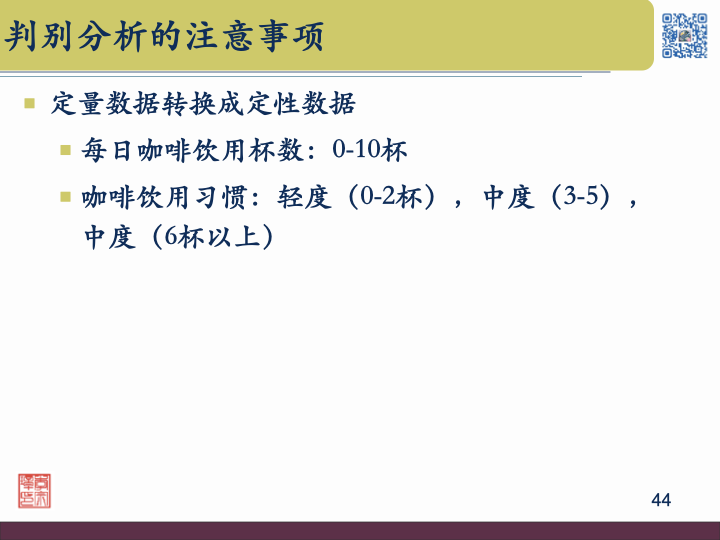 判别分析的注意事项
定量数据转换成定性数据
每日咖啡饮用杯数：0-10杯
咖啡饮用习惯：轻度（0-2杯），中度（3-5），
中度（6杯以上）
44